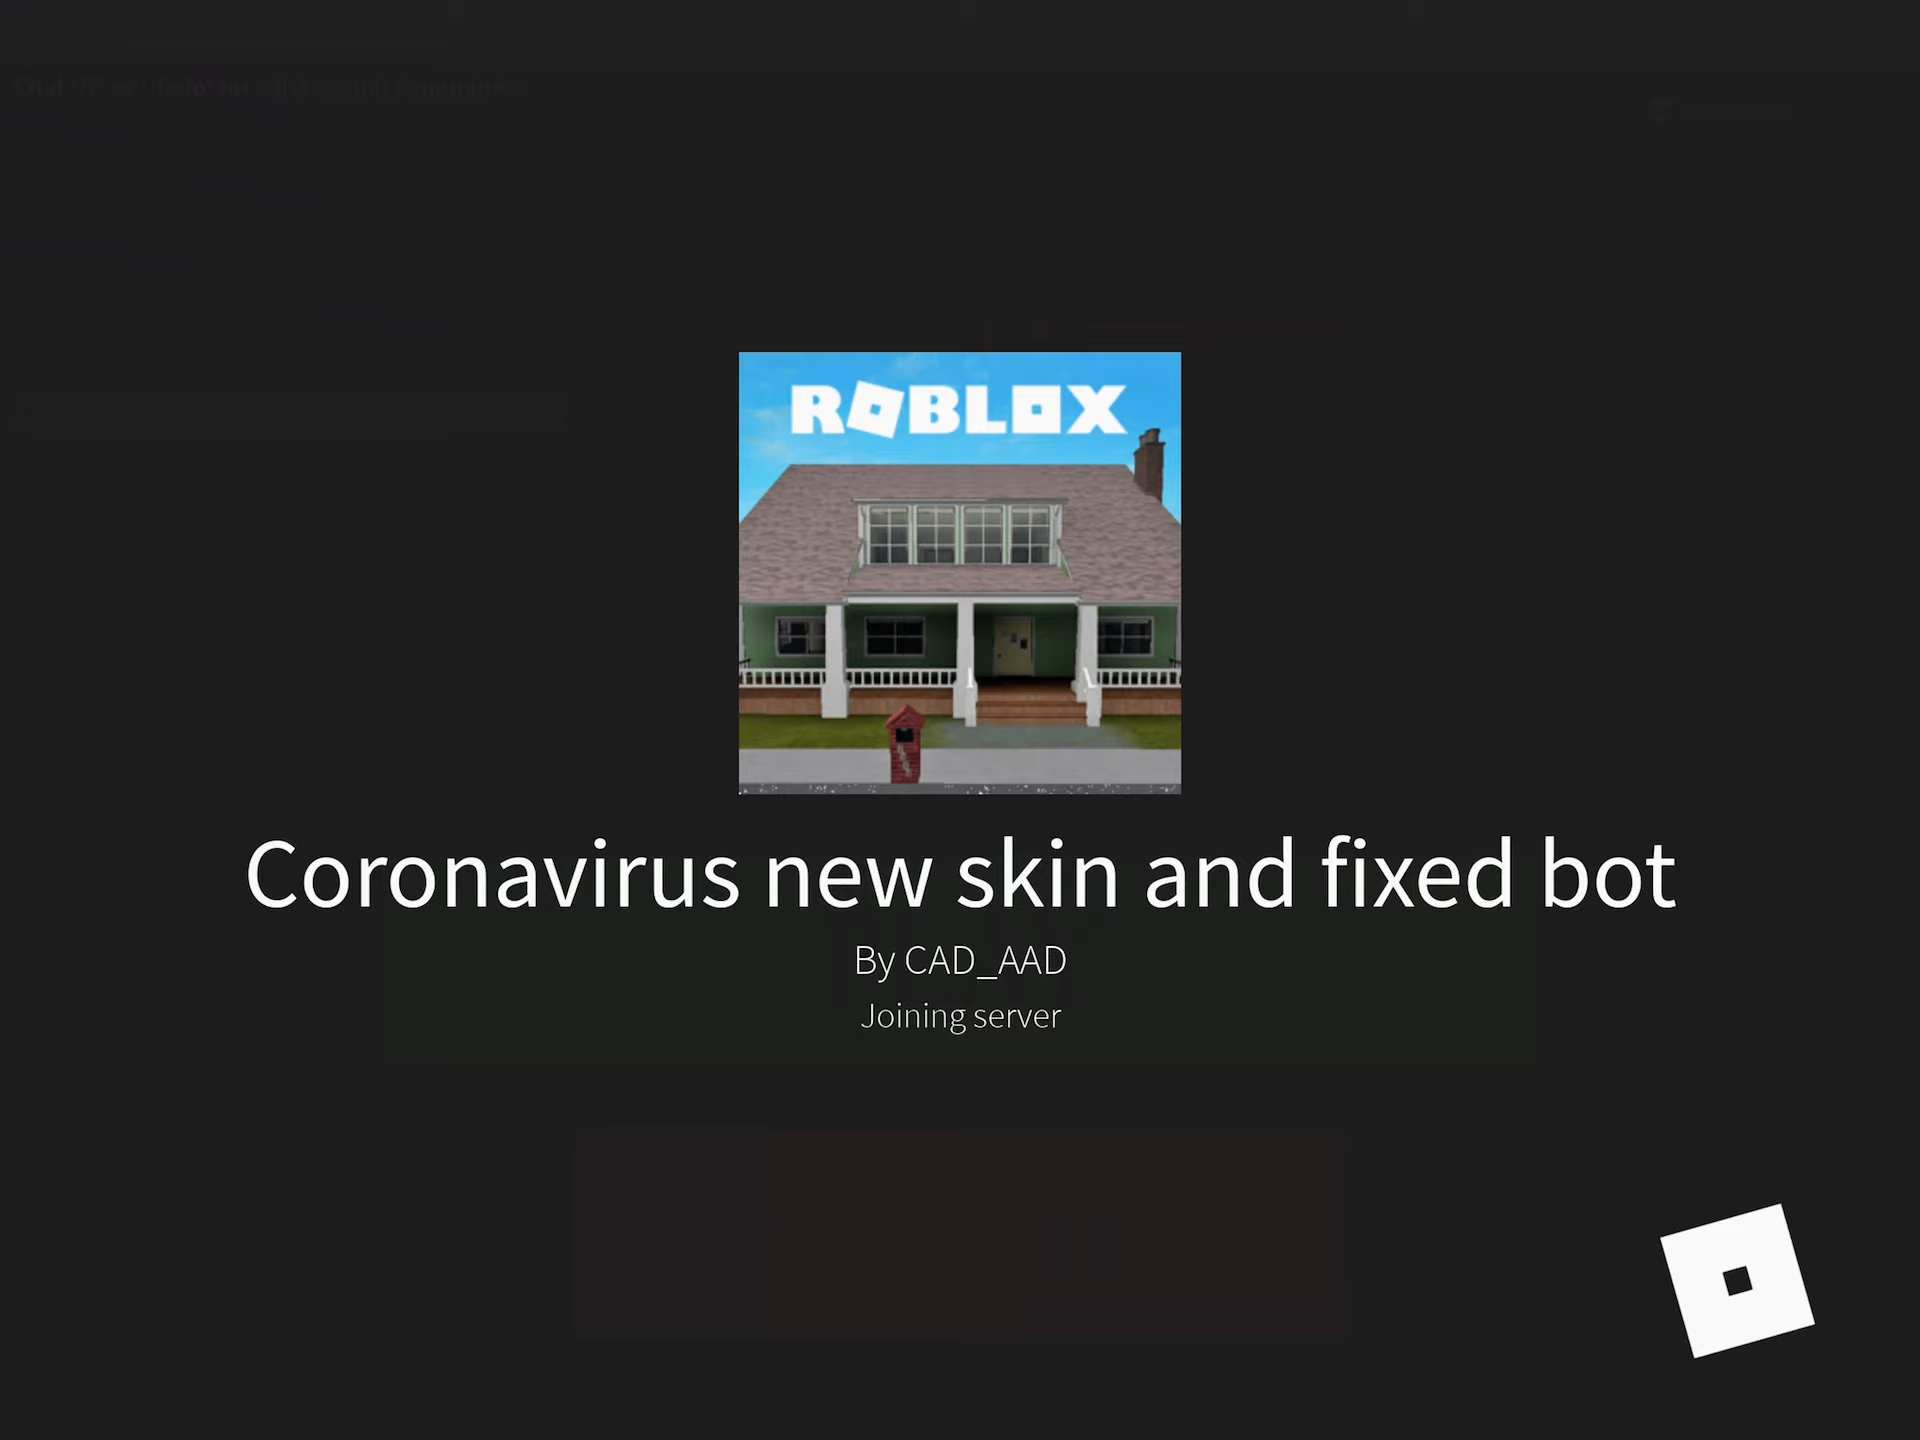 ROBLOX
Coronavirus new skin and fixed bot
By CAD_AAD
Joining server